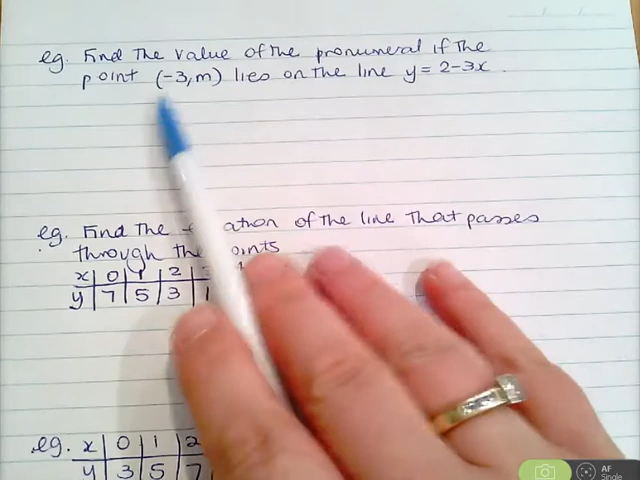 eg. Find the value of the pronumeral if the
point (-3,m) lies on the line y = 2-3x.
eg. Find the ation of the line that passes
through the oints
x 0 1 2
y 7 5 3 1
eg. x 0 1 2
y 3 5 7
AF
Single